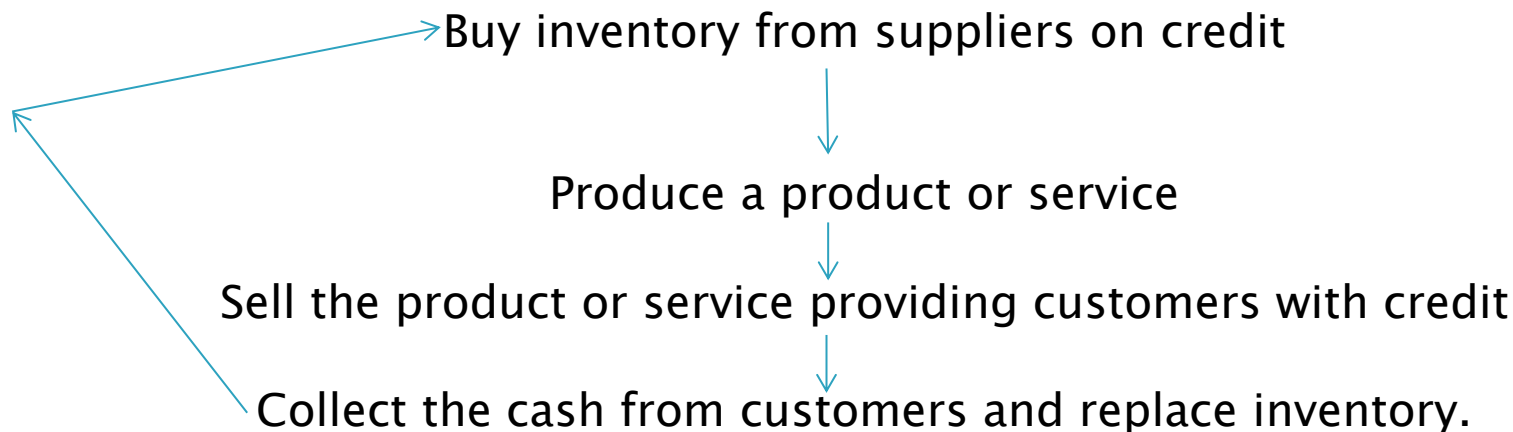 Buy inventory from suppliers on credit
Produce a product or service
Sell the product or service providing customers with credit
Collect the cash from customers and replace inventory.